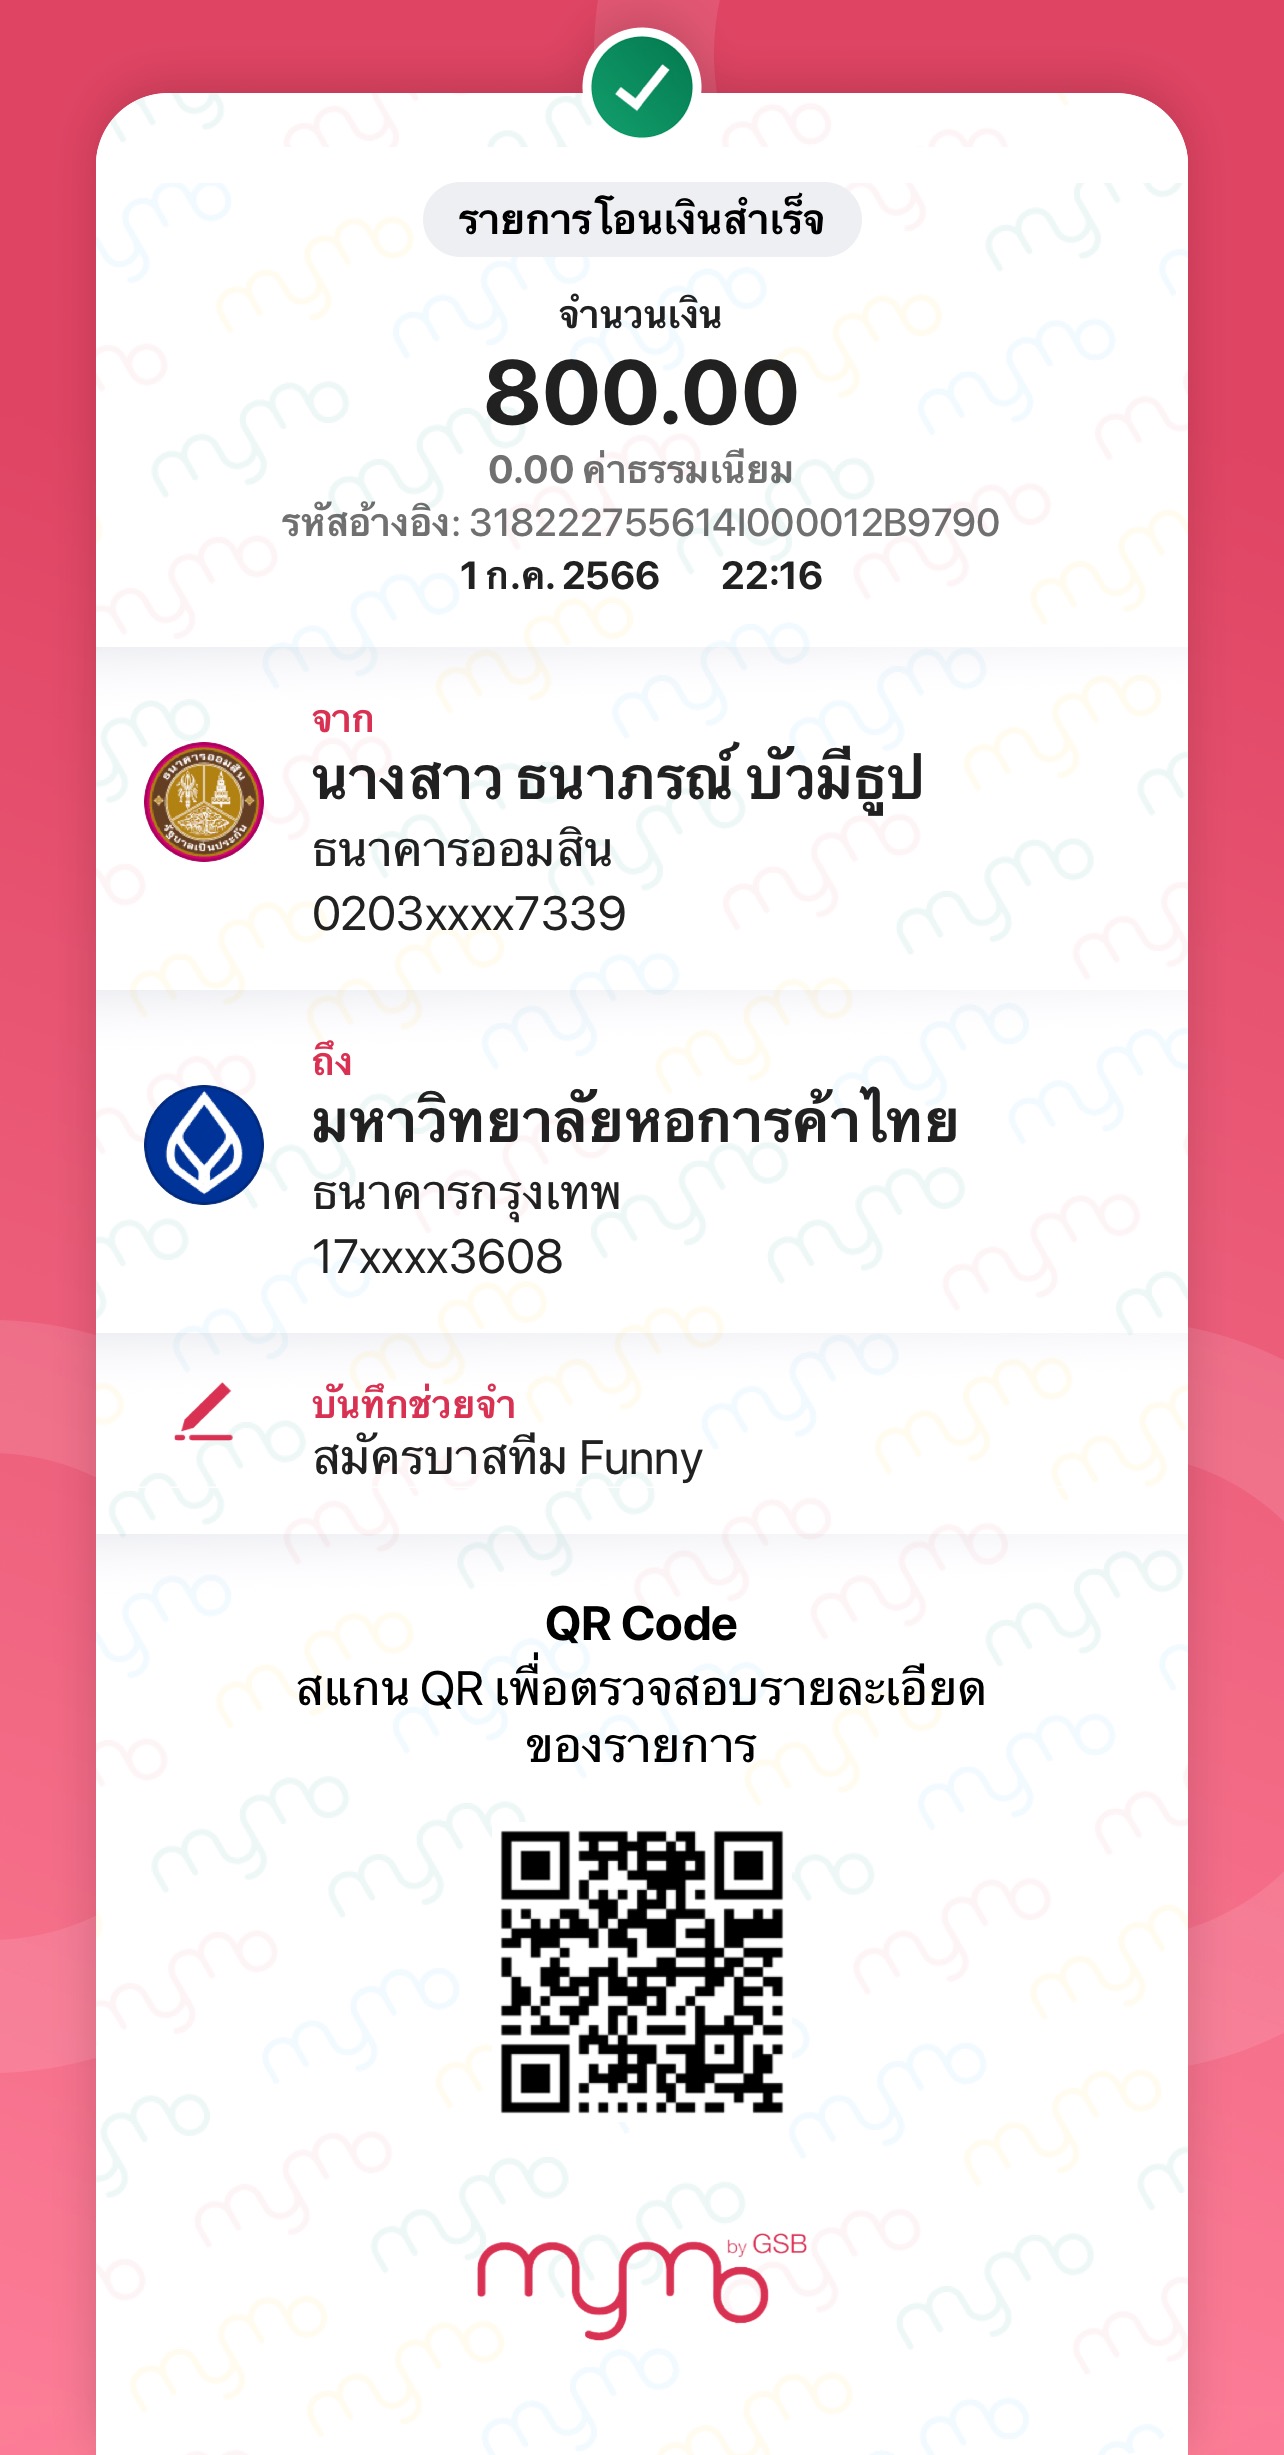 รายการโอนเงินสำเร็จ
จำนวนเงิน
800.00
0.00 ค่าธรรมเนียม
รหัสอ้างอิง: 318222755614I000012B9790
1 ก.ค. 2566 22:16
จาก
นางสาว ธนาภรณ์ บัวมีธูป
ธนาคารออมสิน
0203xxxx7339
ถึง
มหาวิทยาลัยหอการค้าไทย
ธนาคารกรุงเทพ
17xxxx3608
บันทึกช่วยจำ
สมัครบาสทีม Funny
QR Code
สแกน QR เพื่อตรวจสอบรายละเอียด
ของรายการ
mymo by GSB